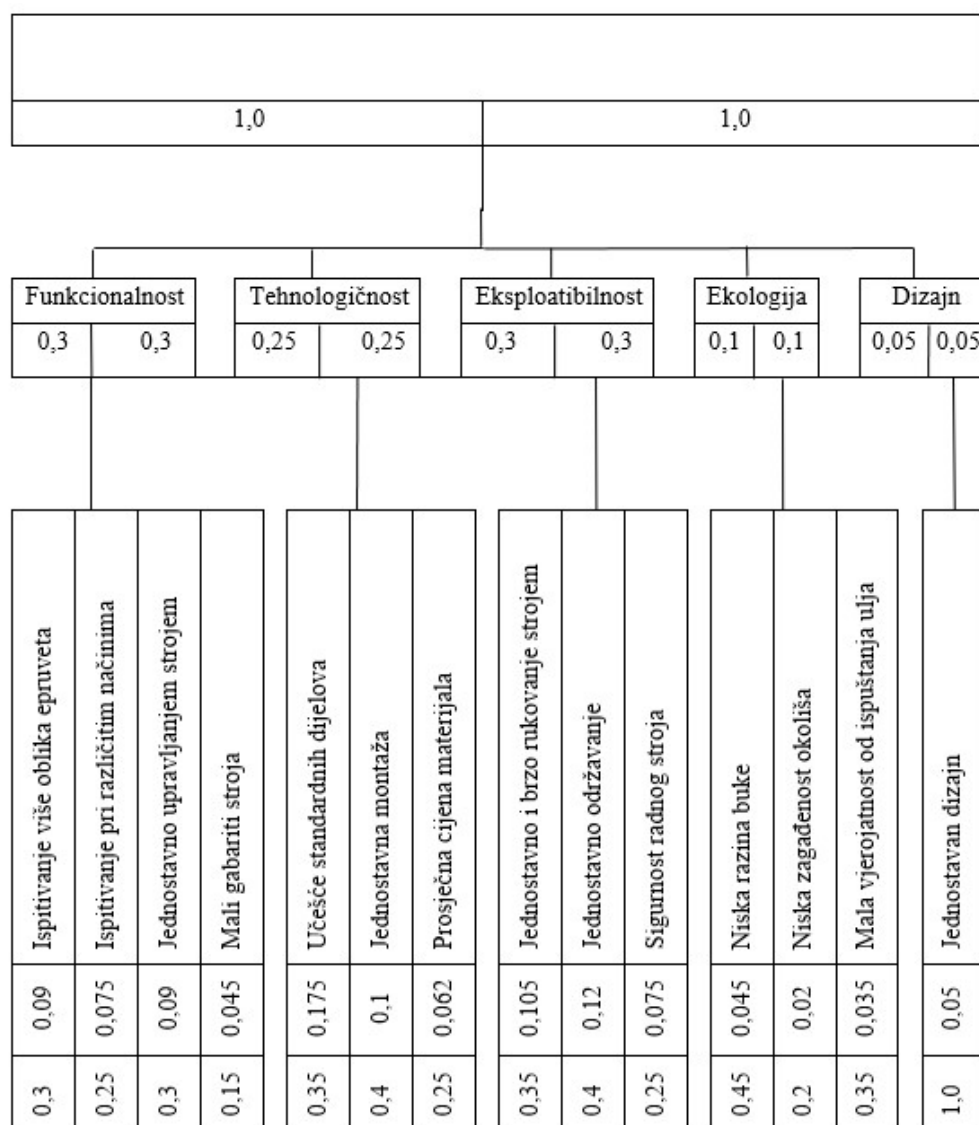 1,0 1,0
Funkcionalnost Tehnologičnost Eksploatibilnost Ekologija Dizajn
0,3 0,3 0,25 0,25 0,3 0,3 0,1 0,1 0,05 0,05
Ispitivanje više oblika epruveta
Ispitivanje pri različitim načinima
Jednostavno upravljanjem strojem
Mali gabariti stroja
Učešće standardnih dijelova
Jednostavna montaža
Prosječna cijena materijala
Jednostavno i brzo rukovanje strojem
Jednostavno održavanje
Sigurnost radnog stroja
Niska razina buke
Niska zagađenost okoliša
Mala vjerojatnost od ispuštanja ulja
Jednostavan dizajn
0,09 0,075 0,09 0,045 0,175 0,1 0,062 0,105 0,12 0,075 0,045 0,02 0,035 0,05
0,3 0,25 0,3 0,15 0,35 0,4 0,25 0,35 0,4 0,25 0,45 0,2 0,35 1,0